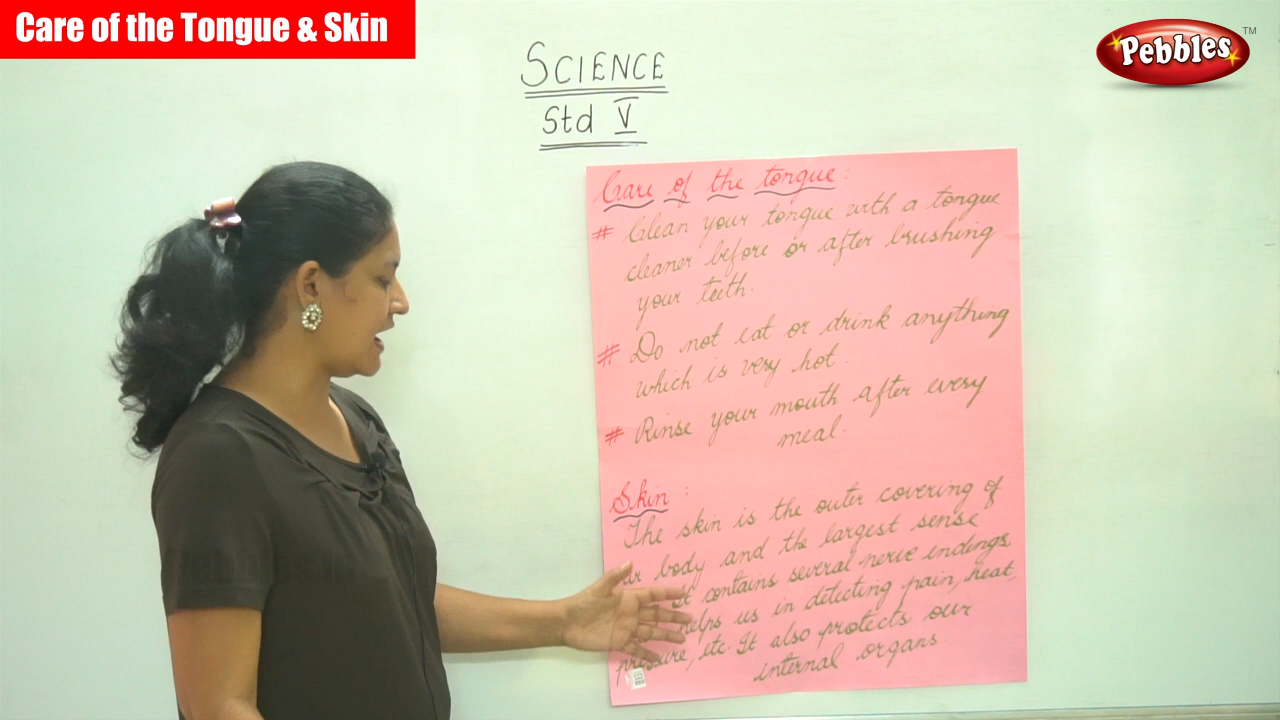 Care of the Tongue & Skin
Pebbles TM
SCIENCE
Std V
Care of the tongue:
# Clean your tongue with a tongue
cleaner before or after brushing
your teeth.
# Do not eat or drink anything
which is very hot.
# Rinse your mouth after every
meal.
Skin:
The skin is the outer covering of
body and the largest sense
It contains several nerve endings
helps us in detecting pain, heat,
pressure, etc. It also protects our
internal organs.